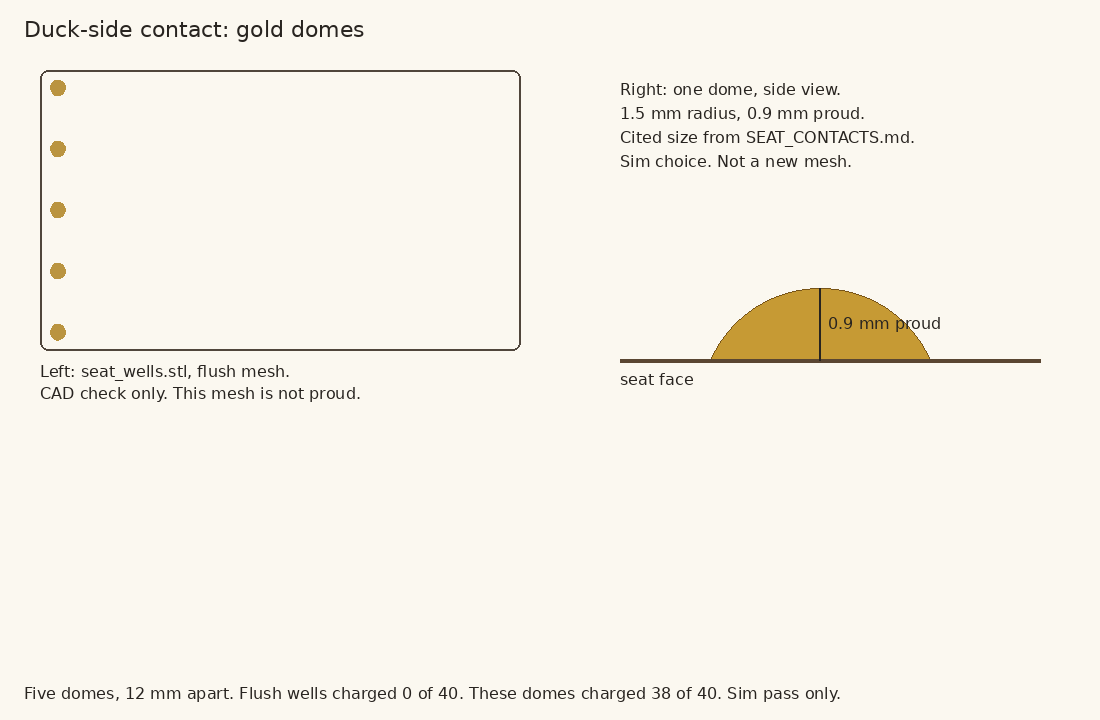 Duck-side contact: gold domes
Right: one dome, side view.
1.5 mm radius, 0.9 mm proud.
Cited size from SEAT_CONTACTS.md.
Sim choice. Not a new mesh.
0.9 mm proud
seat face
Left: seat_wells.stl, flush mesh.
CAD check only. This mesh is not proud.
Five domes, 12 mm apart. Flush wells charged 0 of 40. These domes charged 38 of 40. Sim pass only.